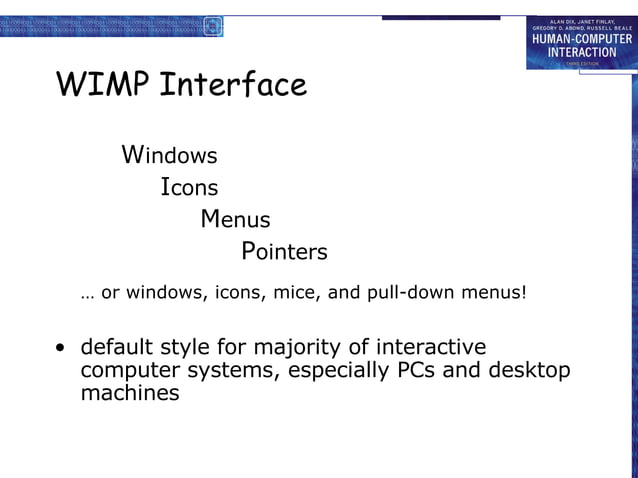 ALAN DIX, JANET FINLAY,
GREGORY D. ABOWD, RUSSELL BEALE
HUMAN-COMPUTER
INTERACTION
THIRD EDITION
WIMP Interface
Windows
Icons
Menus
Pointers
… or windows, icons, mice, and pull-down menus!
• default style for majority of interactive
computer systems, especially PCs and desktop
machines